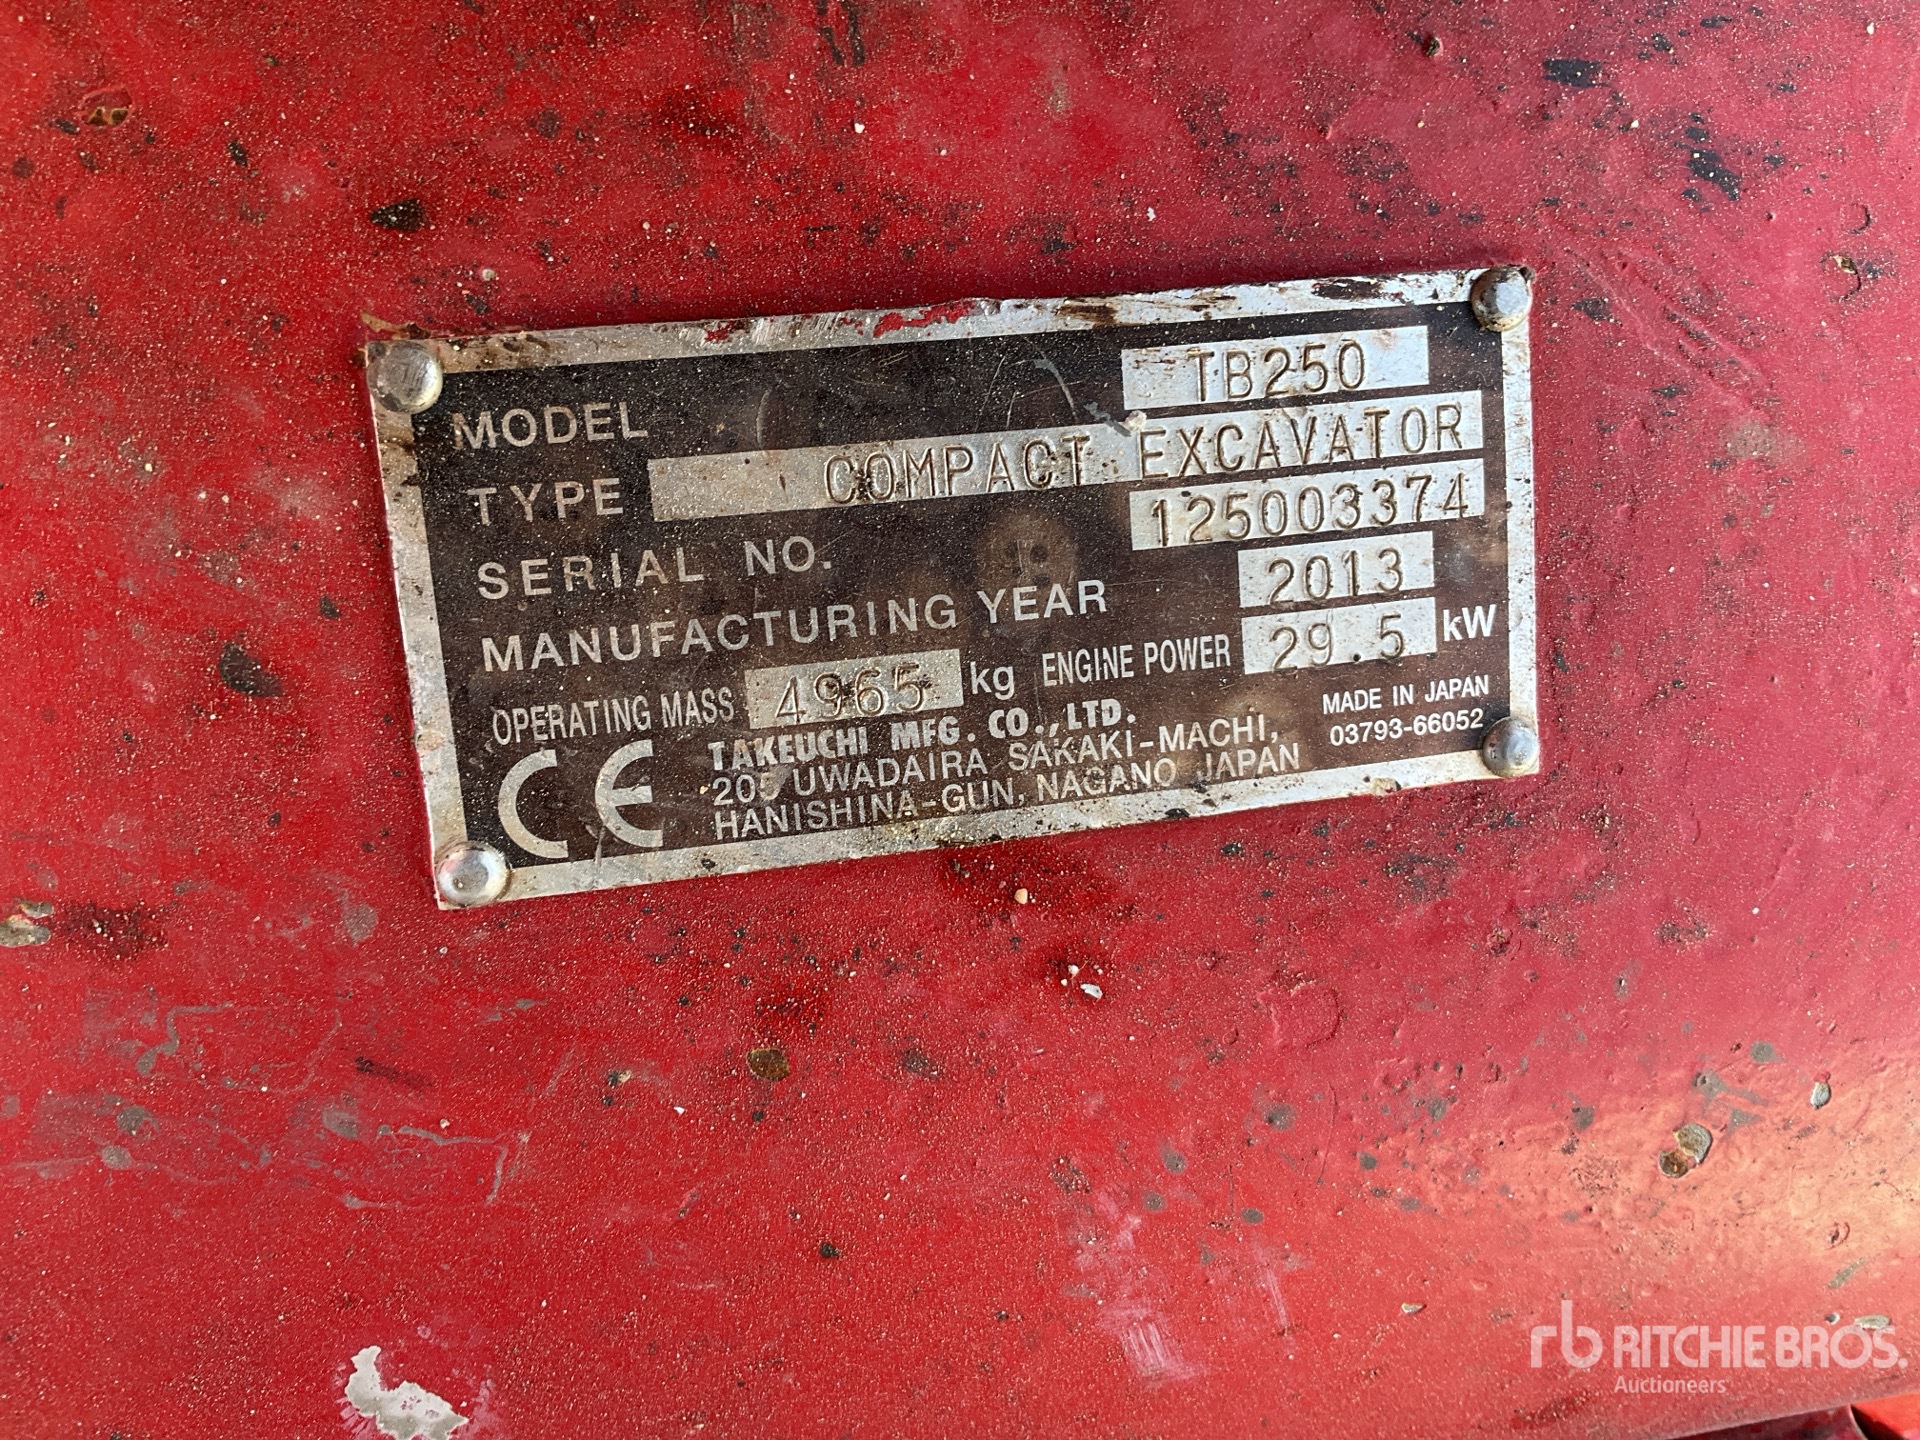 MODEL TB250
TYPE COMPACT EXCAVATOR
SERIAL NO. 125003374
MANUFACTURING YEAR 2013
OPERATING MASS 4965 kg ENGINE POWER 29.5 kW
CE
TAKEUCHI MFG. CO., LTD.
205 UWADAIRA SAKAKI-MACHI,
HANISHINA-GUN, NAGANO JAPAN
MADE IN JAPAN
03793-66052
rb RITCHIE BROS.
Auctioneers